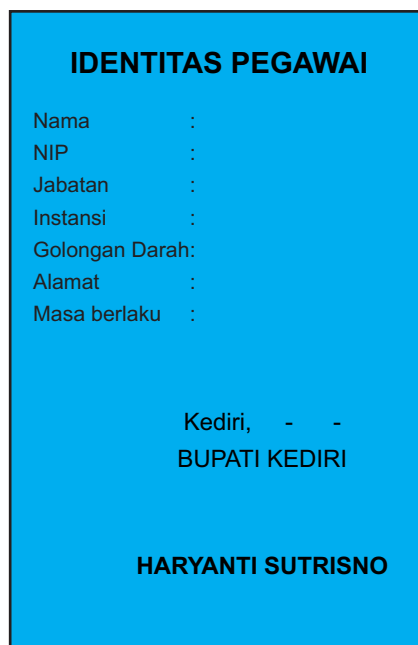 IDENTITAS PEGAWAI
Nama :
NIP :
Jabatan :
Instansi :
Golongan Darah:
Alamat :
Masa berlaku :
Kediri, - -
BUPATI KEDIRI
HARYANTI SUTRISNO